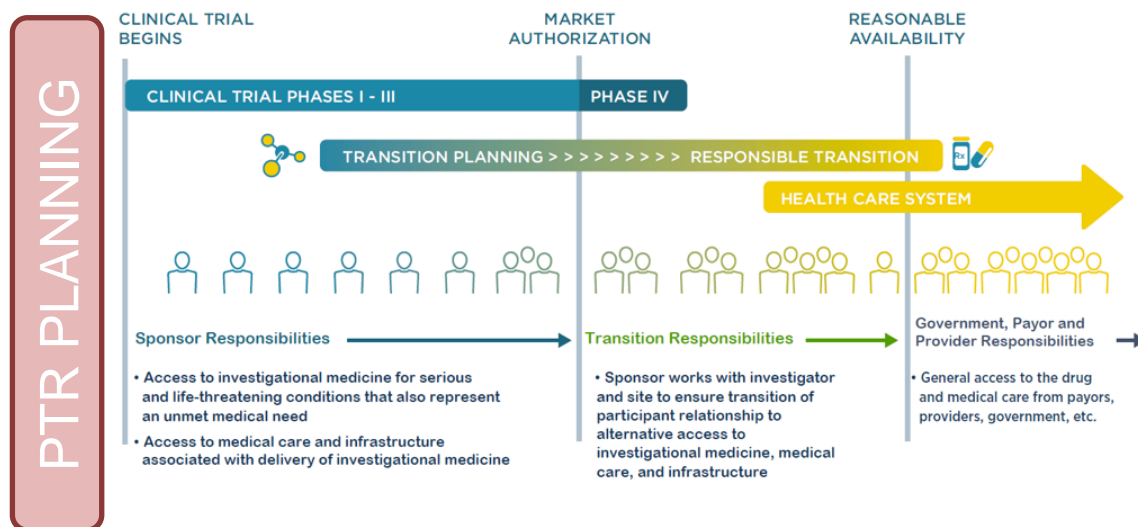 PTR PLANNING
CLINICAL TRIAL
BEGINS
MARKET
AUTHORIZATION
REASONABLE
AVAILABILITY
CLINICAL TRIAL PHASES I - III
PHASE IV
TRANSITION PLANNING > > > > > > > > > RESPONSIBLE TRANSITION
Rx
HEALTH CARE SYSTEM
Sponsor Responsibilities
• Access to investigational medicine for serious
and life-threatening conditions that also represent
an unmet medical need
• Access to medical care and infrastructure
associated with delivery of investigational medicine
Transition Responsibilities
• Sponsor works with investigator
and site to ensure transition of
participant relationship to
alternative access to
investigational medicine, medical
care, and infrastructure
Government, Payor and
Provider Responsibilities
• General access to the drug
and medical care from payors,
providers, government, etc.